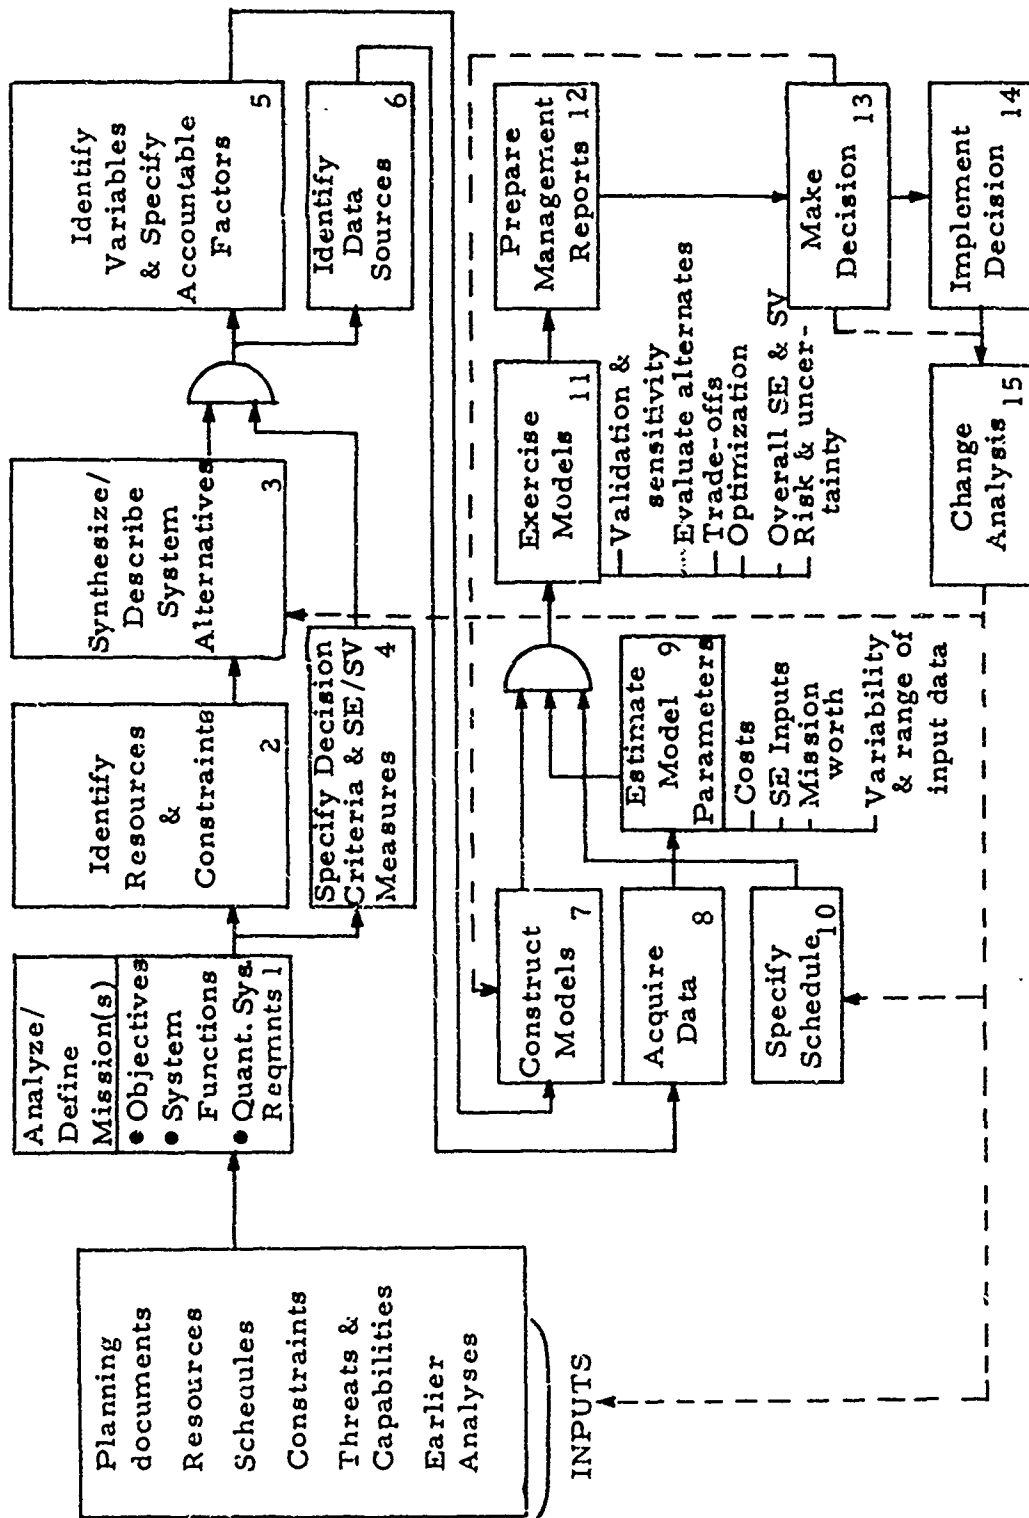 Planning
documents
Resources
Schedules
Constraints
Threats &
Capabilities
Earlier
Analyses
INPUTS
Analyze/
Define
Mission(s)
• Objectives
• System
Functions
• Quant. Sys.
Reqmnts 1
Identify
Resources
&
Constraints
2
Synthesize/
Describe
System
Alternatives
3
Specify Decision
Criteria & SE/SV
Measures 4
Identify
Variables
& Specify
Accountable
Factors
5
Identify
Data
Sources
6
Construct
Models 7
Acquire
Data 8
Estimate
Model 9
Parameters
Costs
SE Inputs
Mission
worth
Variability
& range of
input data
Specify
Schedule 10
Exercise
Models 11
Validation &
sensitivity
Evaluate alternates
Trade-offs
Optimization
Overall SE & SV
Risk & uncer-
tainty
Prepare
Management
Reports 12
Make
Decision
13
Implement
Decision
14
Change
Analysis
15